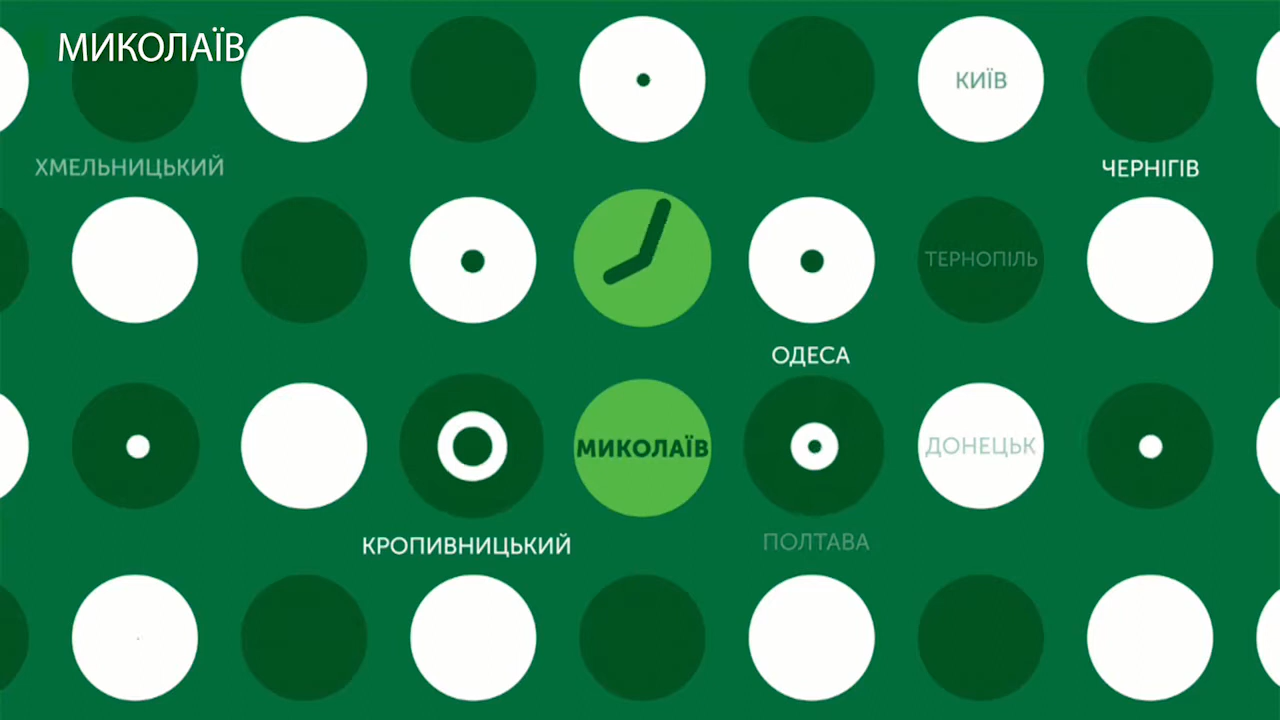 МИКОЛАЇВ
КИЇВ
ХМЕЛЬНИЦЬКИЙ
ЧЕРНІГІВ
ТЕРНОПІЛЬ
ОДЕСА
МИКОЛАЇВ
ДОНЕЦЬК
КРОПИВНИЦЬКИЙ
ПОЛТАВА